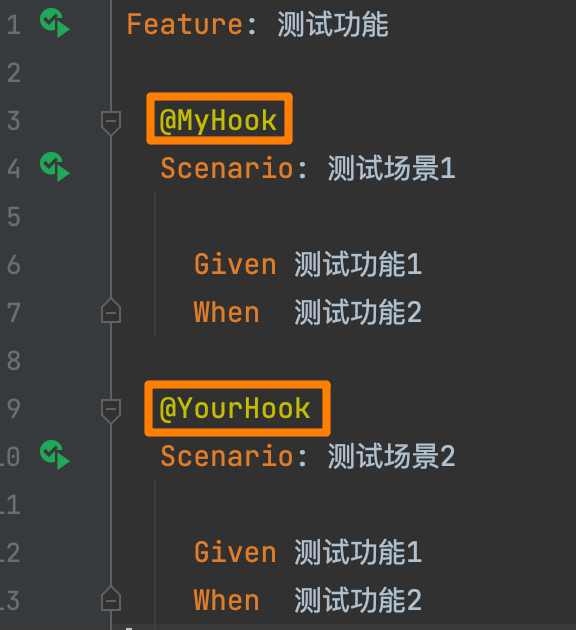 1 Feature: 测试功能
2
3 @MyHook
4 Scenario: 测试场景1
5
6 Given 测试功能1
7 When 测试功能2
8
9 @YourHook
10 Scenario: 测试场景2
11
12 Given 测试功能1
13 When 测试功能2